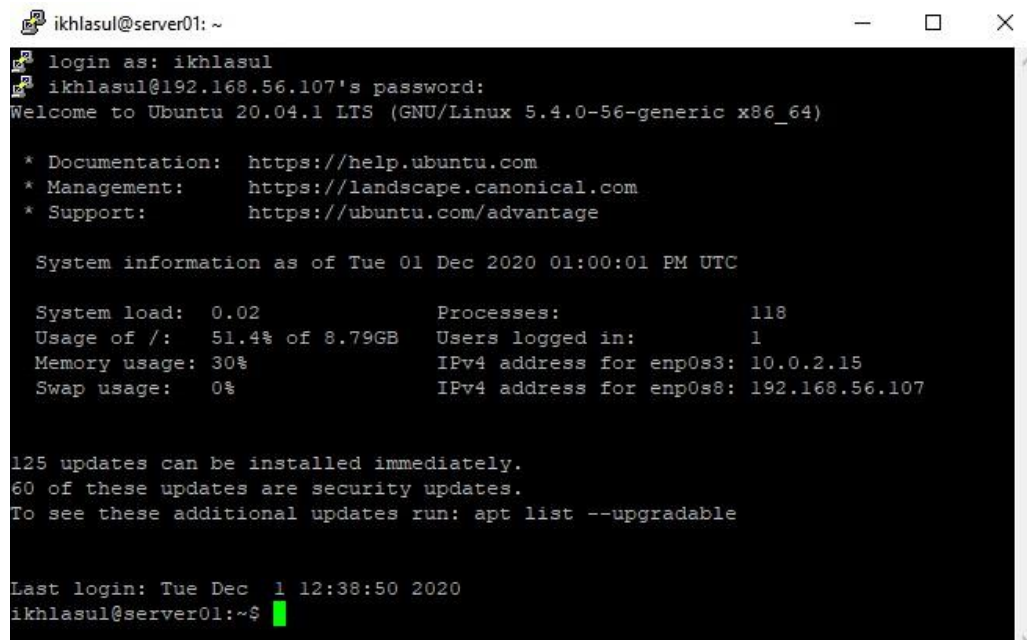 ikhlasul@server01: ~
login as: ikhlasul
ikhlasul@192.168.56.107's password:
Welcome to Ubuntu 20.04.1 LTS (GNU/Linux 5.4.0-56-generic x86_64)
* Documentation:  https://help.ubuntu.com
* Management:     https://landscape.canonical.com
* Support:        https://ubuntu.com/advantage
System information as of Tue 01 Dec 2020 01:00:01 PM UTC
System load:  0.02               Processes:               118
Usage of /:   51.4% of 8.79GB   Users logged in:         1
Memory usage: 30%                IPv4 address for enp0s3: 10.0.2.15
Swap usage:   0%                 IPv4 address for enp0s8: 192.168.56.107
125 updates can be installed immediately.
60 of these updates are security updates.
To see these additional updates run: apt list --upgradable
Last login: Tue Dec  1 12:38:50 2020
ikhlasul@server01:~$